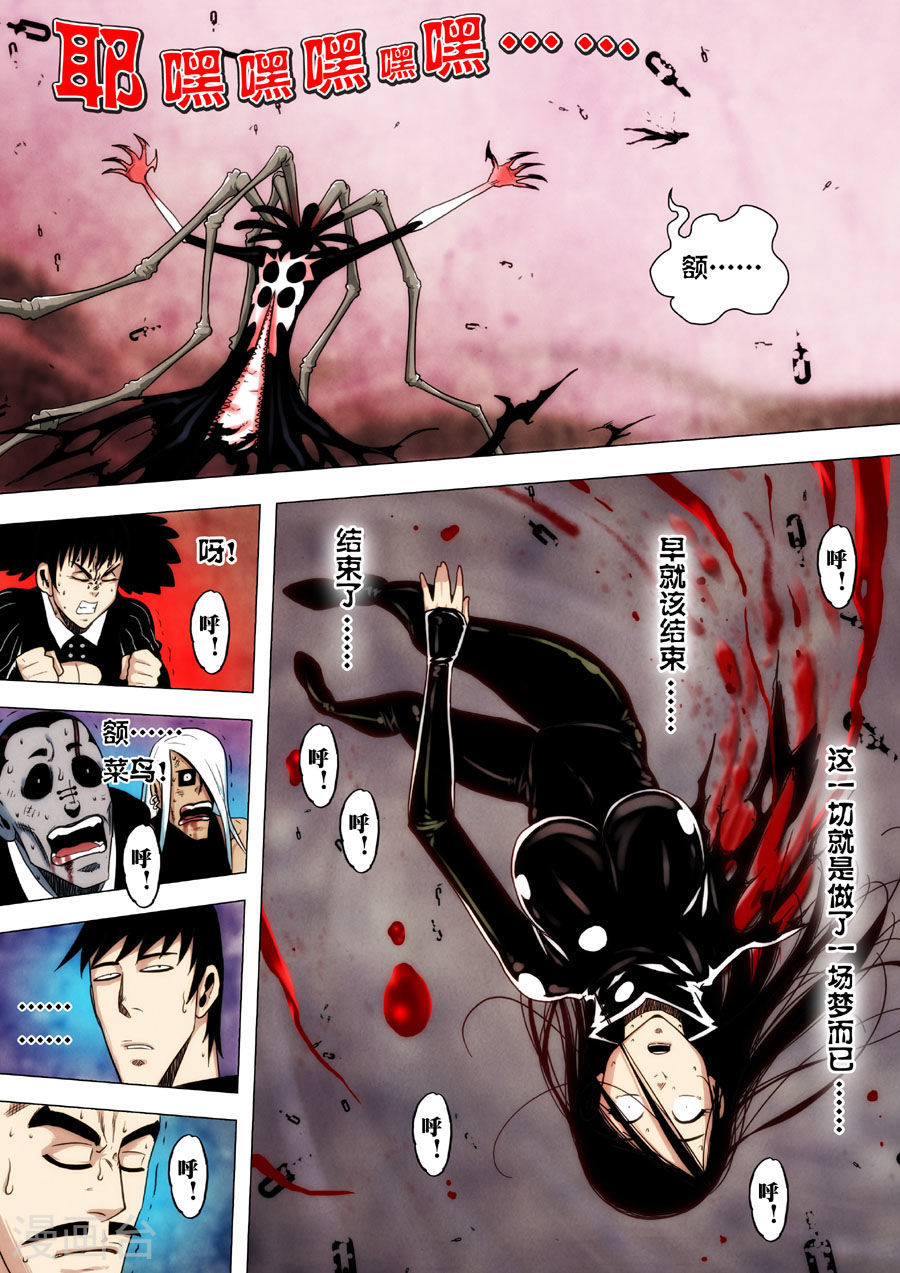 耶嘿嘿嘿嘿嘿……
额……
呀！
呼！
额……
菜鸟！
呼！
……
……
呼！
结束了……
早就该结束……
这一切就是做了一场梦而已……
呼！
呼！
呼！
呼！
呼！
漫画台